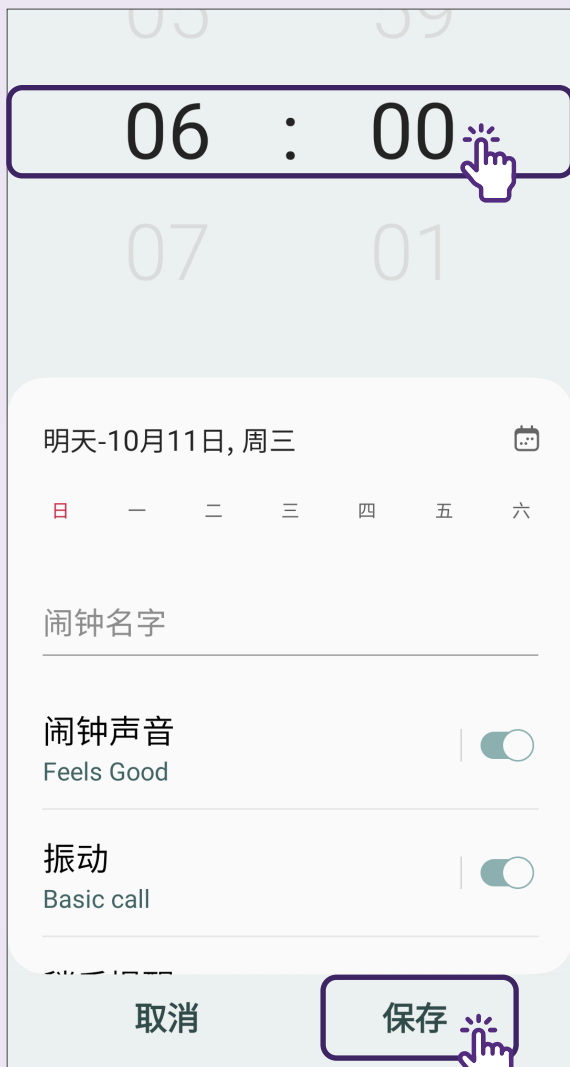 06 : 00
07 01
明天-10月11日, 周三
日 一 二 三 四 五 六
闹钟名字
闹钟声音
Feels Good
振动
Basic call
取消 保存